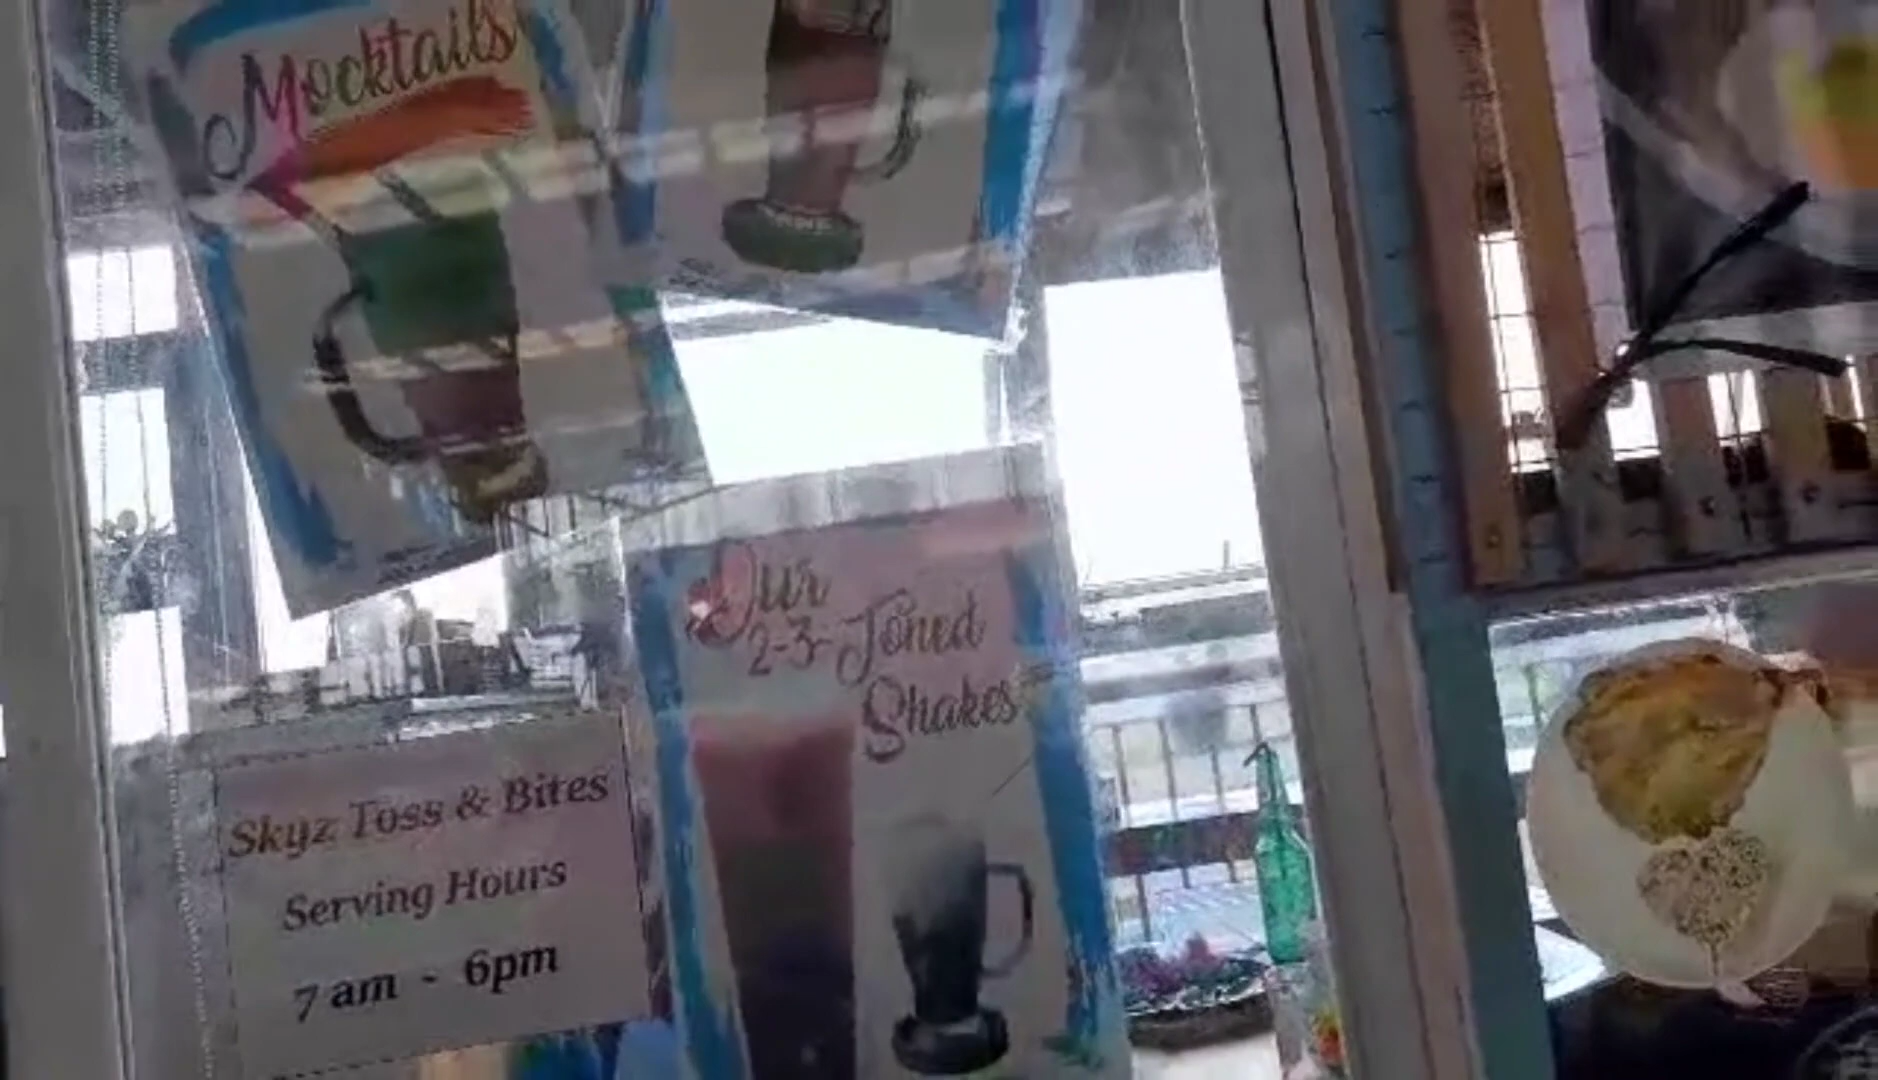 Mocktails
Our
2-3-Toned
Shakes
Skyz Toss & Bites
Serving Hours
7 am - 6pm